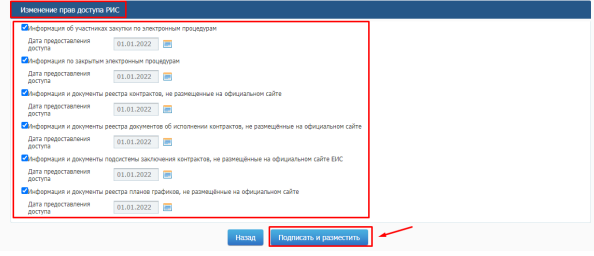 Изменение прав доступа РИС
Информация об участниках закупки по электронным процедурам
Дата предоставления
доступа
01.01.2022
Информация по закрытым электронным процедурам
Дата предоставления
доступа
01.01.2022
Информация и документы реестра контрактов, не размещённые на официальном сайте
Дата предоставления
доступа
01.01.2022
Информация и документы реестра документов об исполнении контрактов, не размещённые на официальном сайте
Дата предоставления
доступа
01.01.2022
Информация и документы подсистемы заключения контрактов, не размещённые на официальном сайте ЕИС
Дата предоставления
доступа
01.01.2022
Информация и документы реестра планов графиков, не размещённые на официальном сайте
Дата предоставления
доступа
01.01.2022
Назад
Подписать и разместить